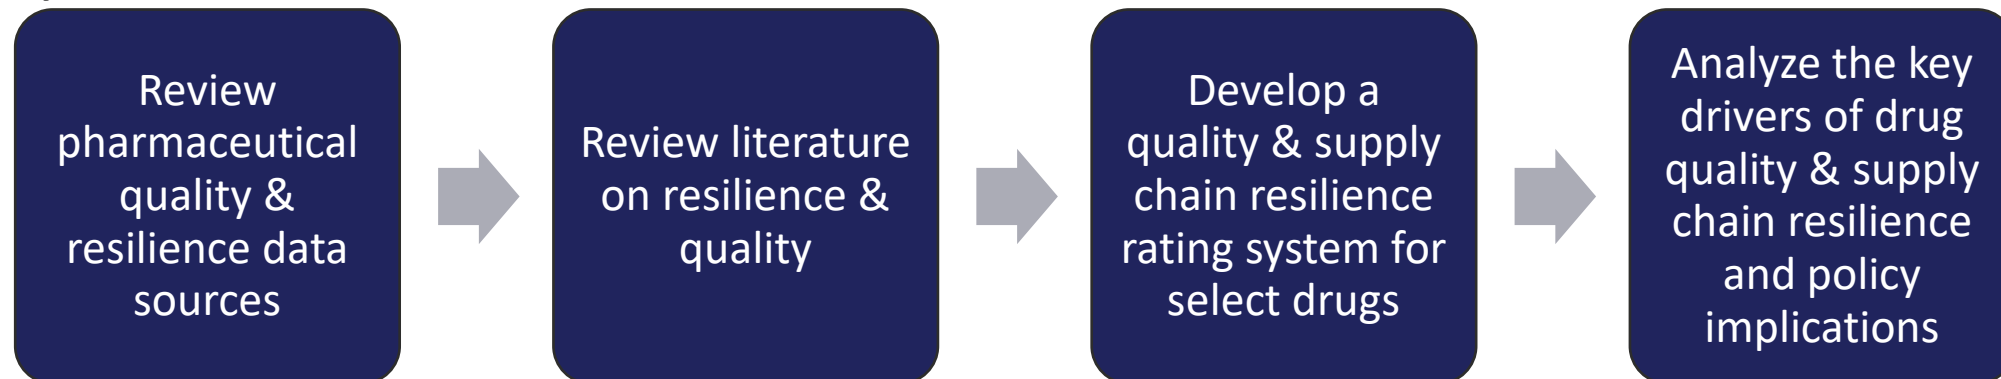 Review
pharmaceutical
quality &
resilience data
sources
Review literature
on resilience &
quality
Develop a
quality & supply
chain resilience
rating system for
select drugs
Analyze the key
drivers of drug
quality & supply
chain resilience
and policy
implications